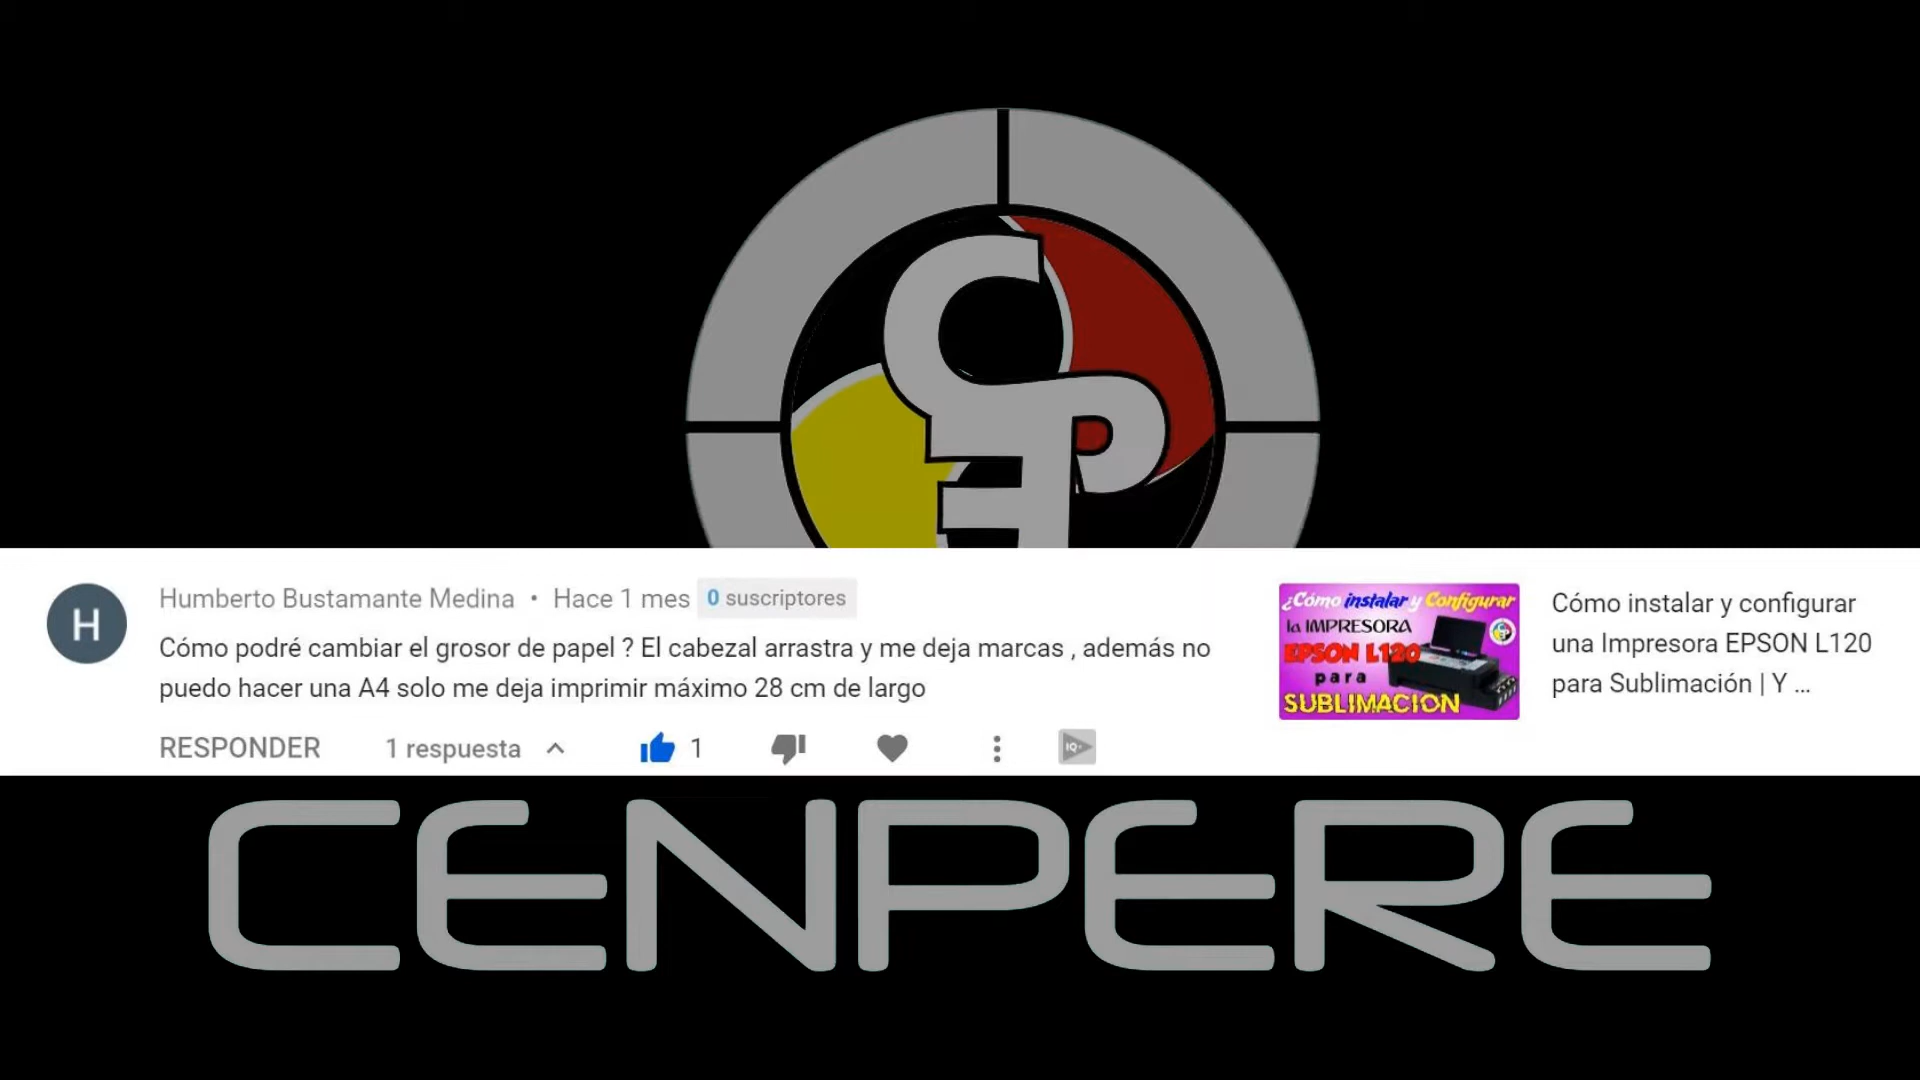 H
Humberto Bustamante Medina • Hace 1 mes 0 suscriptores
Cómo podré cambiar el grosor de papel ? El cabezal arrastra y me deja marcas , además no
puedo hacer una A4 solo me deja imprimir máximo 28 cm de largo
RESPONDER 1 respuesta 1 IQ
¿Cómo instalar y Configurar
la IMPRESORA
EPSON L120
para
SUBLIMACION
Cómo instalar y configurar
una Impresora EPSON L120
para Sublimación | Y ...
CENPERE